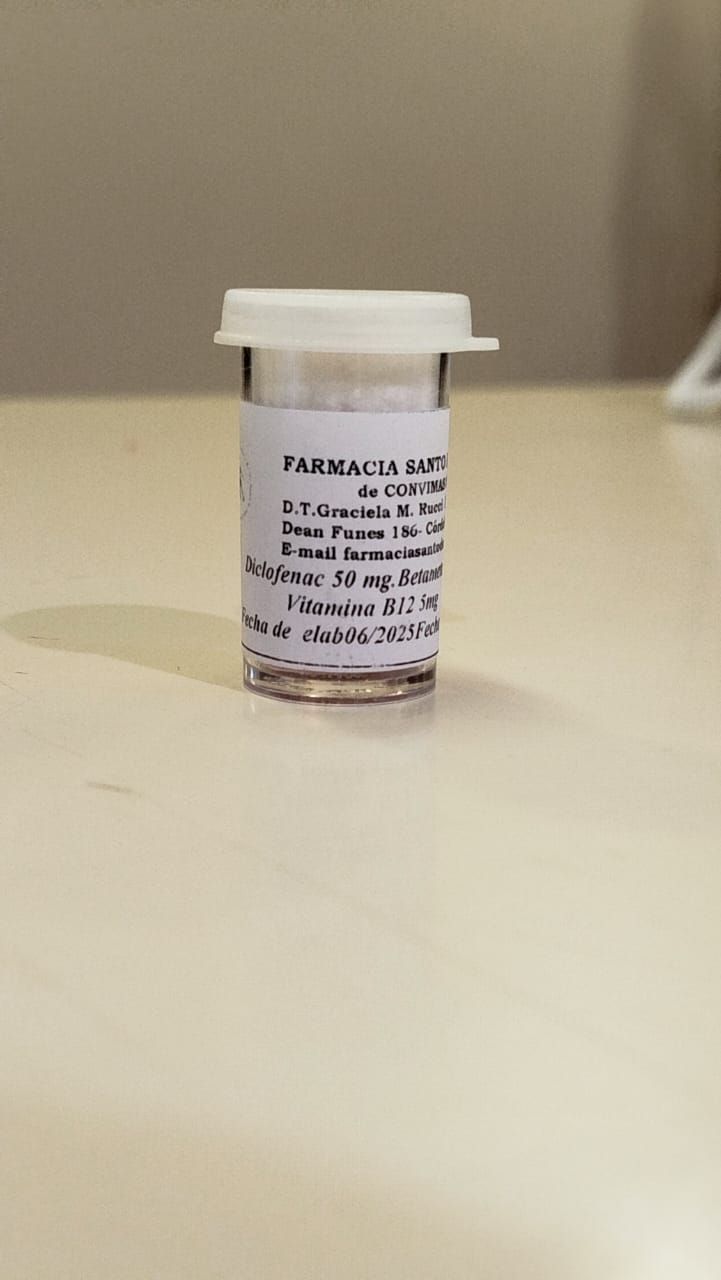 FARMACIA SANTO
de CONVIMAS
D.T.Graciela M. Rucci
Dean Funes 186- Córd
E-mail farmaciasanto
Diclofenac 50 mg. Betame
Vitamina B12 5mg
Fecha de elab06/2025Fech